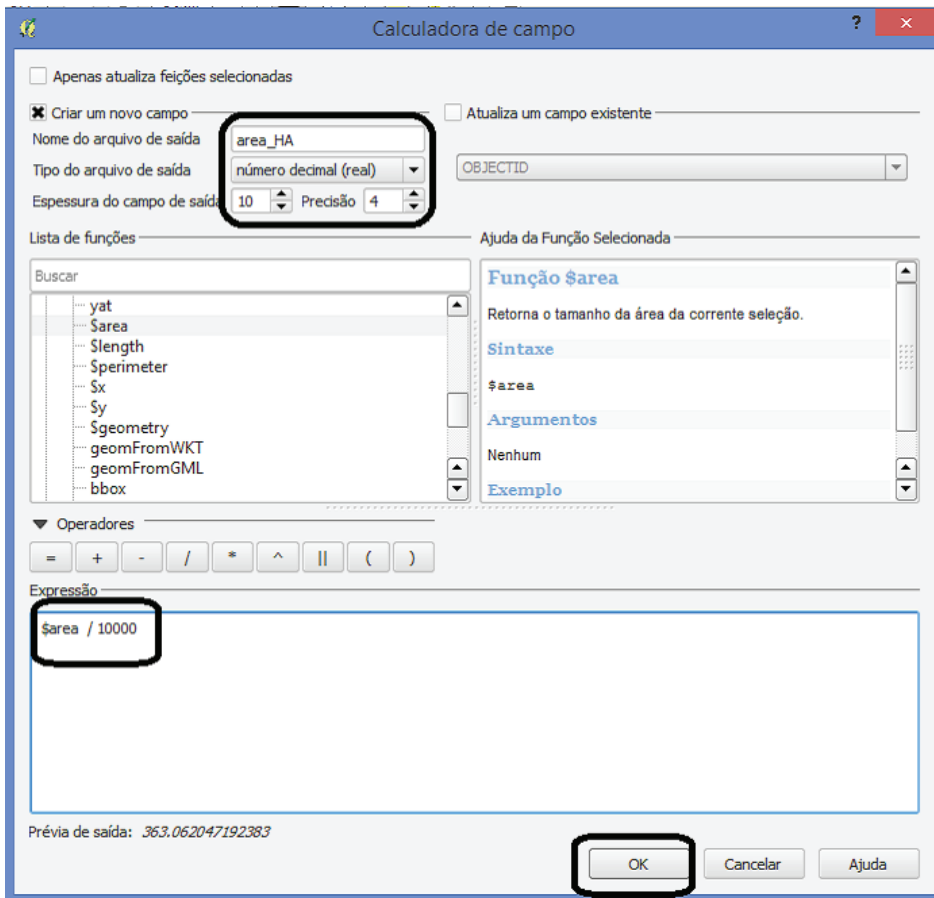 Calculadora de campo
Apenas atualiza feições selecionadas
Criar um novo campo
Atualiza um campo existente
Nome do arquivo de saída
area_HA
Tipo do arquivo de saída
número decimal (real)
OBJECTID
Espessura do campo de saída
10
Precisão
4
Lista de funções
Ajuda da Função Selecionada
Buscar
yat
$area
$length
$perimeter
$x
$y
$geometry
geomFromWKT
geomFromGML
bbox
Função $area
Retorna o tamanho da área da corrente seleção.
Sintaxe
$area
Argumentos
Nenhum
Exemplo
Operadores
= + - / * ^ || ( )
Expressão
$area / 10000
Prévia de saída: 363.062047192383
OK
Cancelar
Ajuda